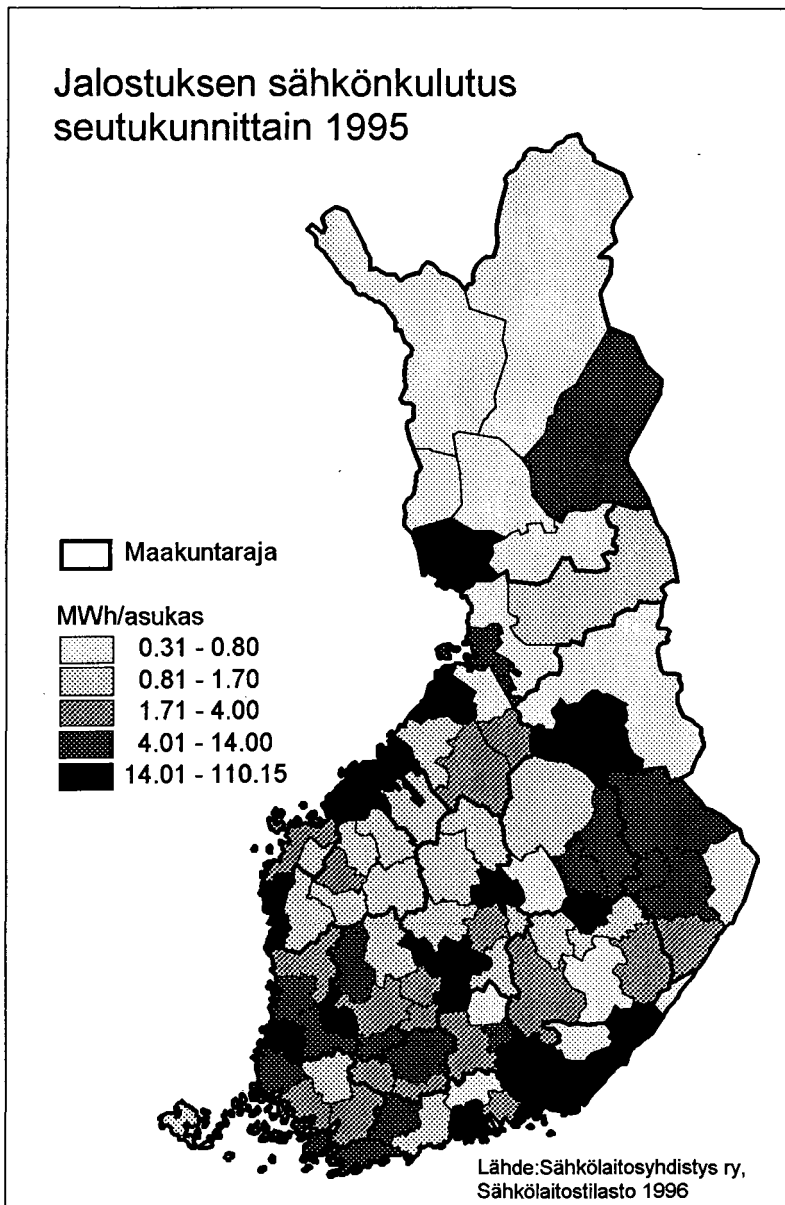 Jalostuksen sähkönkulutus
seutukunnittain 1995
Maakuntaraja
MWh/asukas
0.31 - 0.80
0.81 - 1.70
1.71 - 4.00
4.01 - 14.00
14.01 - 110.15
Lähde:Sähkölaitosyhdistys ry,
Sähkölaitostilasto 1996